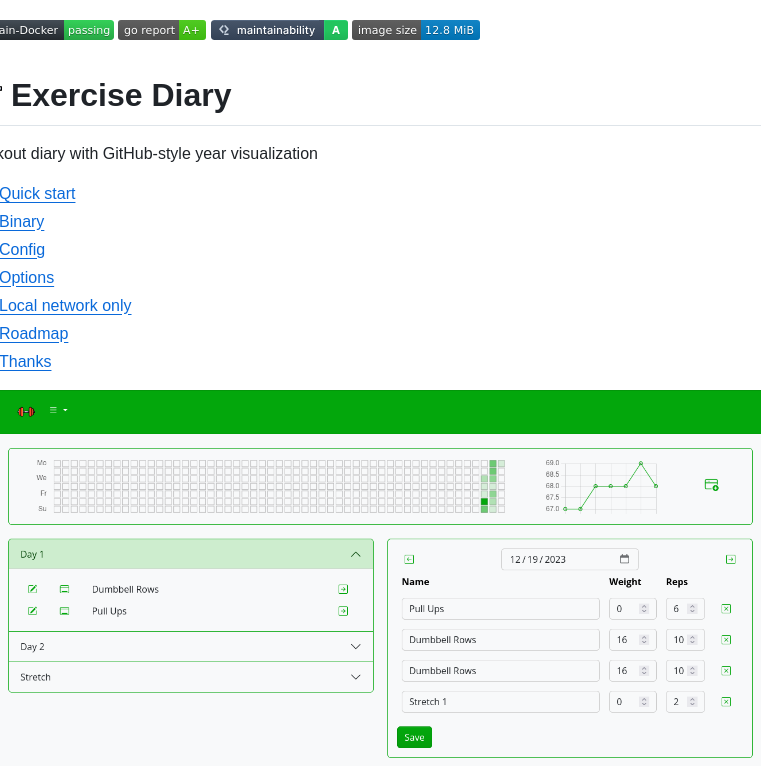 ain-Docker passing go report A+ maintainability A image size 12.8 MiB
Exercise Diary
kout diary with GitHub-style year visualization
Quick start
Binary
Config
Options
Local network only
Roadmap
Thanks
Mo
We
Fr
Su
69.0
68.5
68.0
67.5
67.0
Day 1
Dumbbell Rows
Pull Ups
Day 2
Stretch
12/19/2023
Name Weight Reps
Pull Ups 0 6
Dumbbell Rows 16 10
Dumbbell Rows 16 10
Stretch 1 0 2
Save